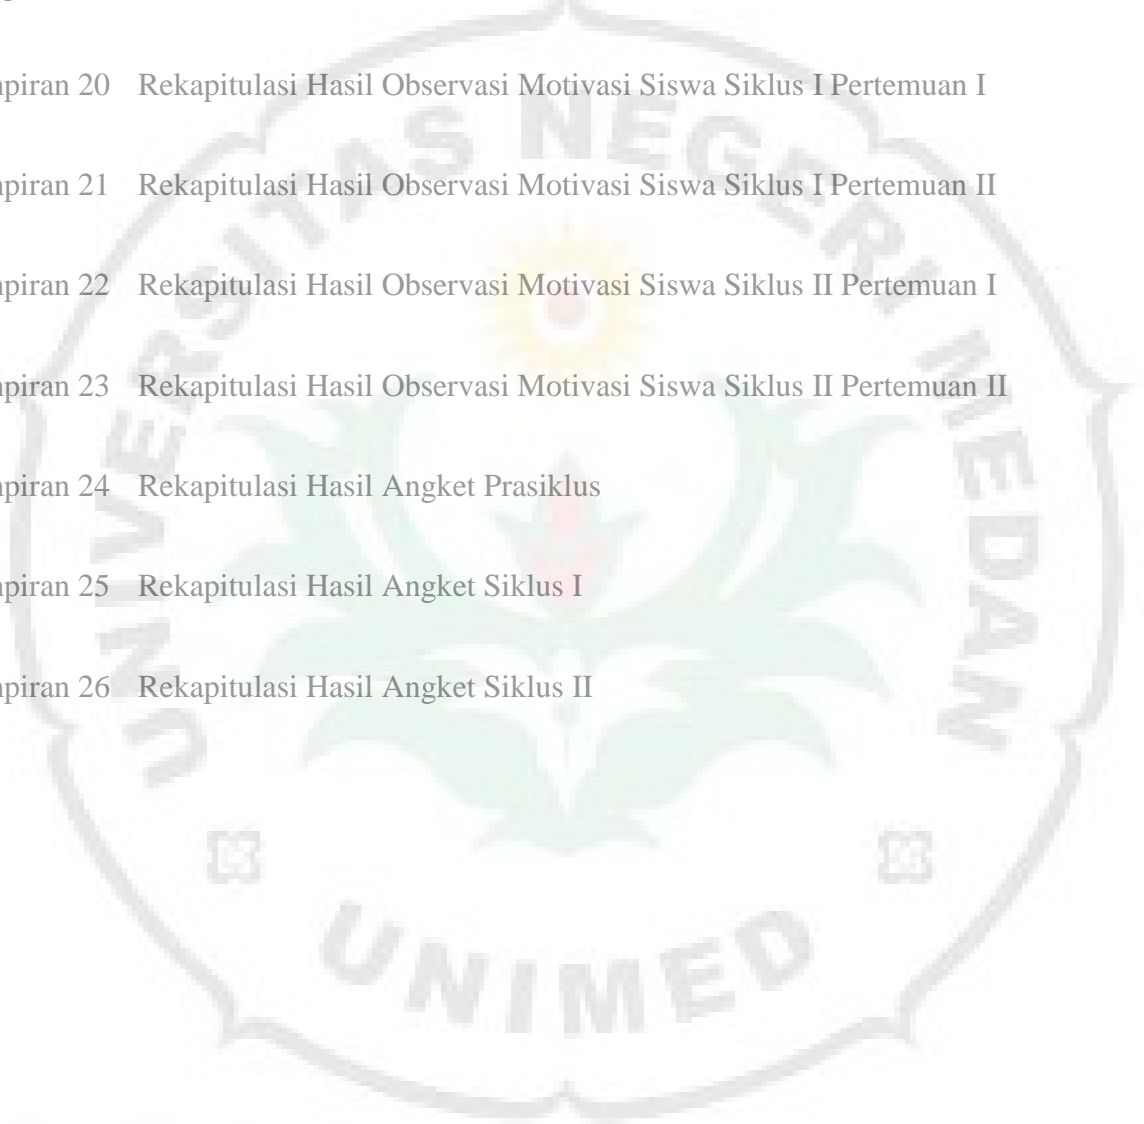 piran 20 Rekapitulasi Hasil Observasi Motivasi Siswa Siklus I Pertemuan I
piran 21 Rekapitulasi Hasil Observasi Motivasi Siswa Siklus I Pertemuan II
piran 22 Rekapitulasi Hasil Observasi Motivasi Siswa Siklus II Pertemuan I
piran 23 Rekapitulasi Hasil Observasi Motivasi Siswa Siklus II Pertemuan II
piran 24 Rekapitulasi Hasil Angket Prasiklus
piran 25 Rekapitulasi Hasil Angket Siklus I
piran 26 Rekapitulasi Hasil Angket Siklus II
UNIVERSITAS NEGERI MEDAN
UNIMED